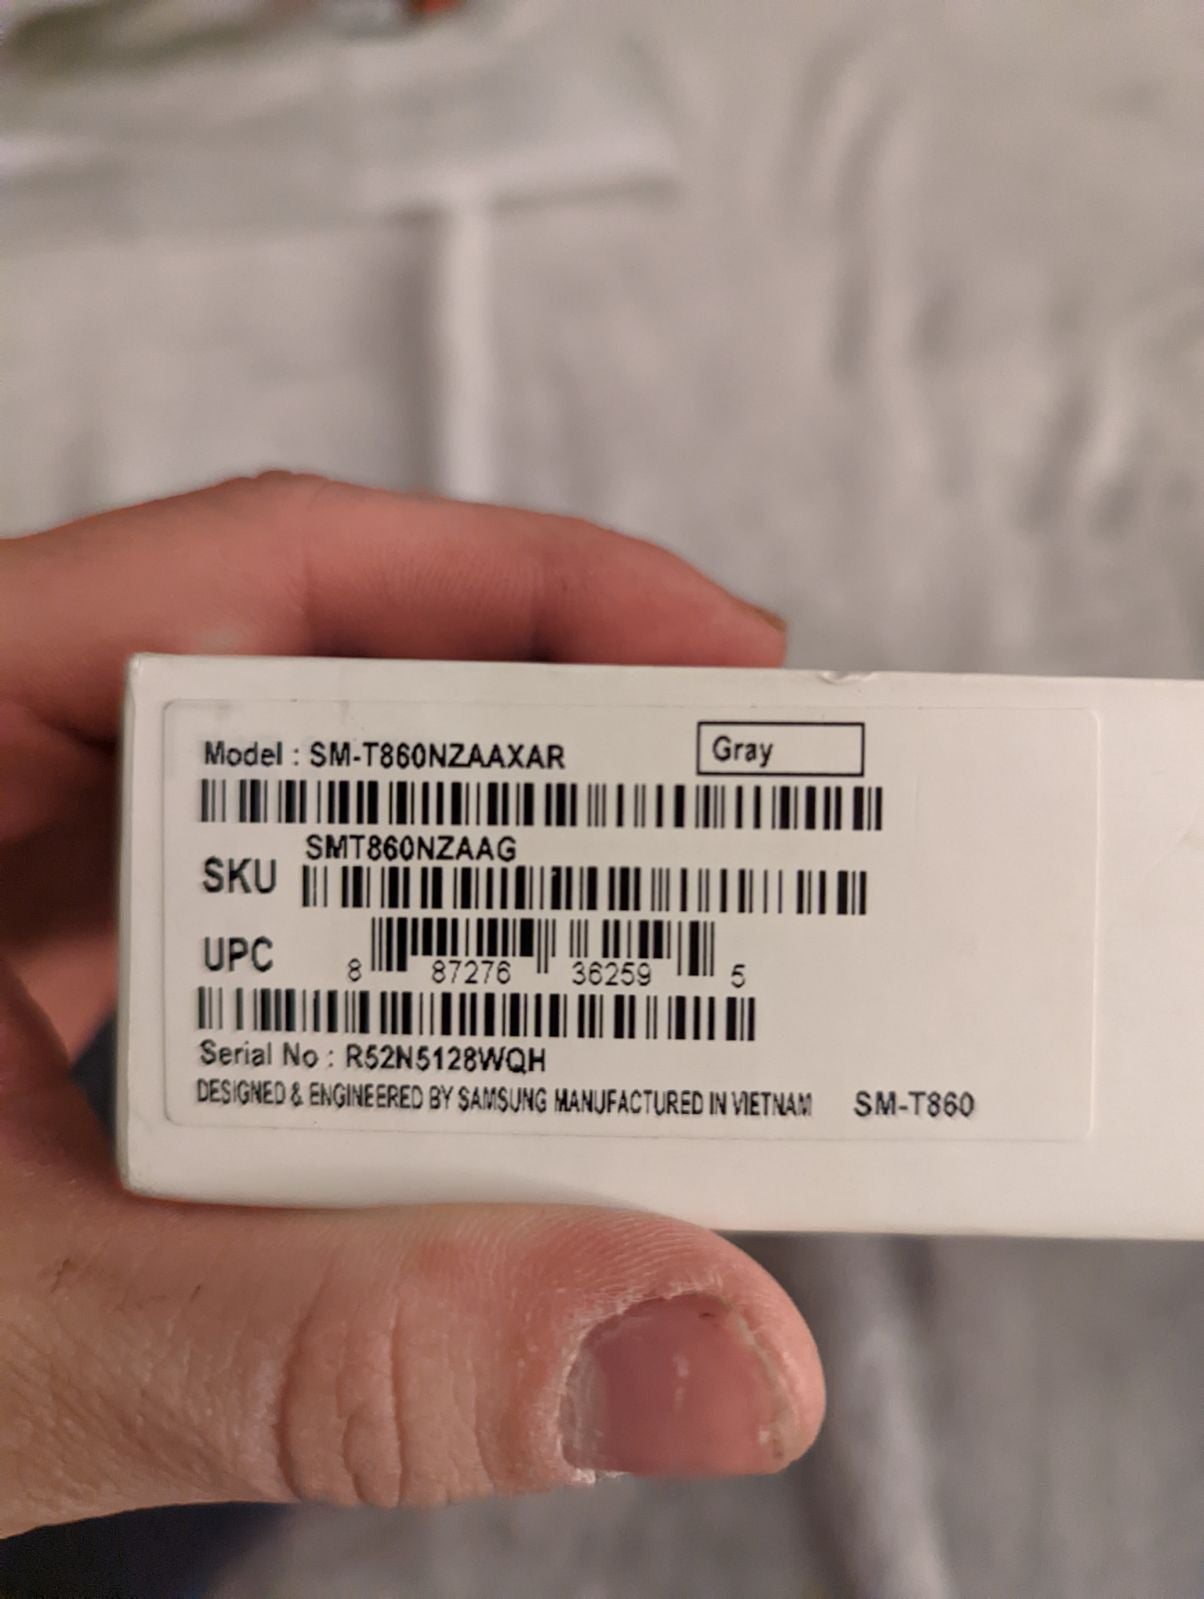 Model : SM-T860NZAAXAR
Gray
SMT860NZAAG
SKU
UPC
8 87276 36259 5
Serial No : R52N5128WQH
DESIGNED & ENGINEERED BY SAMSUNG MANUFACTURED IN VIETNAM SM-T860